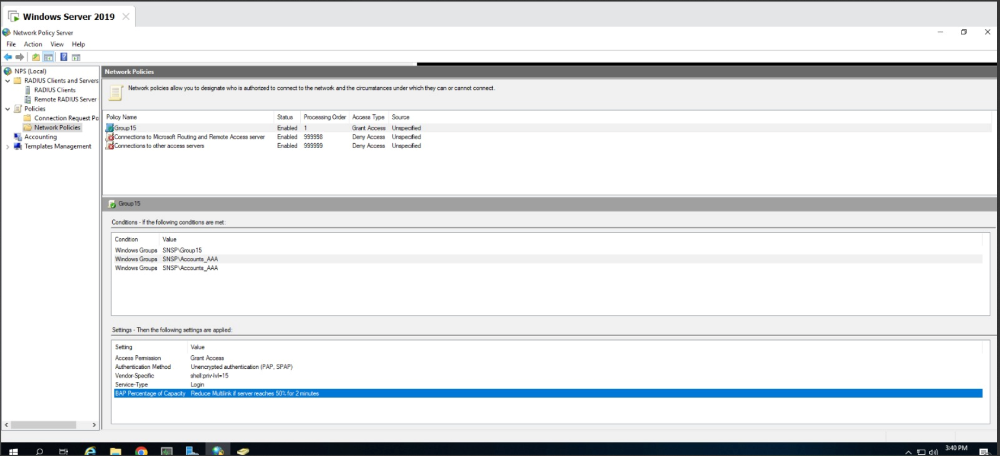 Windows Server 2019
Network Policy Server
File Action View Help
NPS (Local)
RADIUS Clients and Servers
RADIUS Clients
Remote RADIUS Server
Policies
Connection Request Po
Network Policies
Accounting
Templates Management
Network Policies
Network policies allow you to designate who is authorized to connect to the network and the circumstances under which they can or cannot connect.
Policy Name Status Processing Order Access Type Source
Group15 Enabled 1 Grant Access Unspecified
Connections to Microsoft Routing and Remote Access server Enabled 999998 Deny Access Unspecified
Connections to other access servers Enabled 999999 Deny Access Unspecified
Group15
Conditions - If the following conditions are met:
Condition Value
Windows Groups SNSP\Group15
Windows Groups SNSP\Accounts_AAA
Windows Groups SNSP\Accounts_AAA
Settings - Then the following settings are applied:
Setting Value
Access Permission Grant Access
Authentication Method Unencrypted authentication (PAP, SPAP)
Vendor-Specific shell:priv-lvl=15
Service-Type Login
BAP Percentage of Capacity Reduce Multilink if server reaches 50% for 2 minutes
3:40 PM